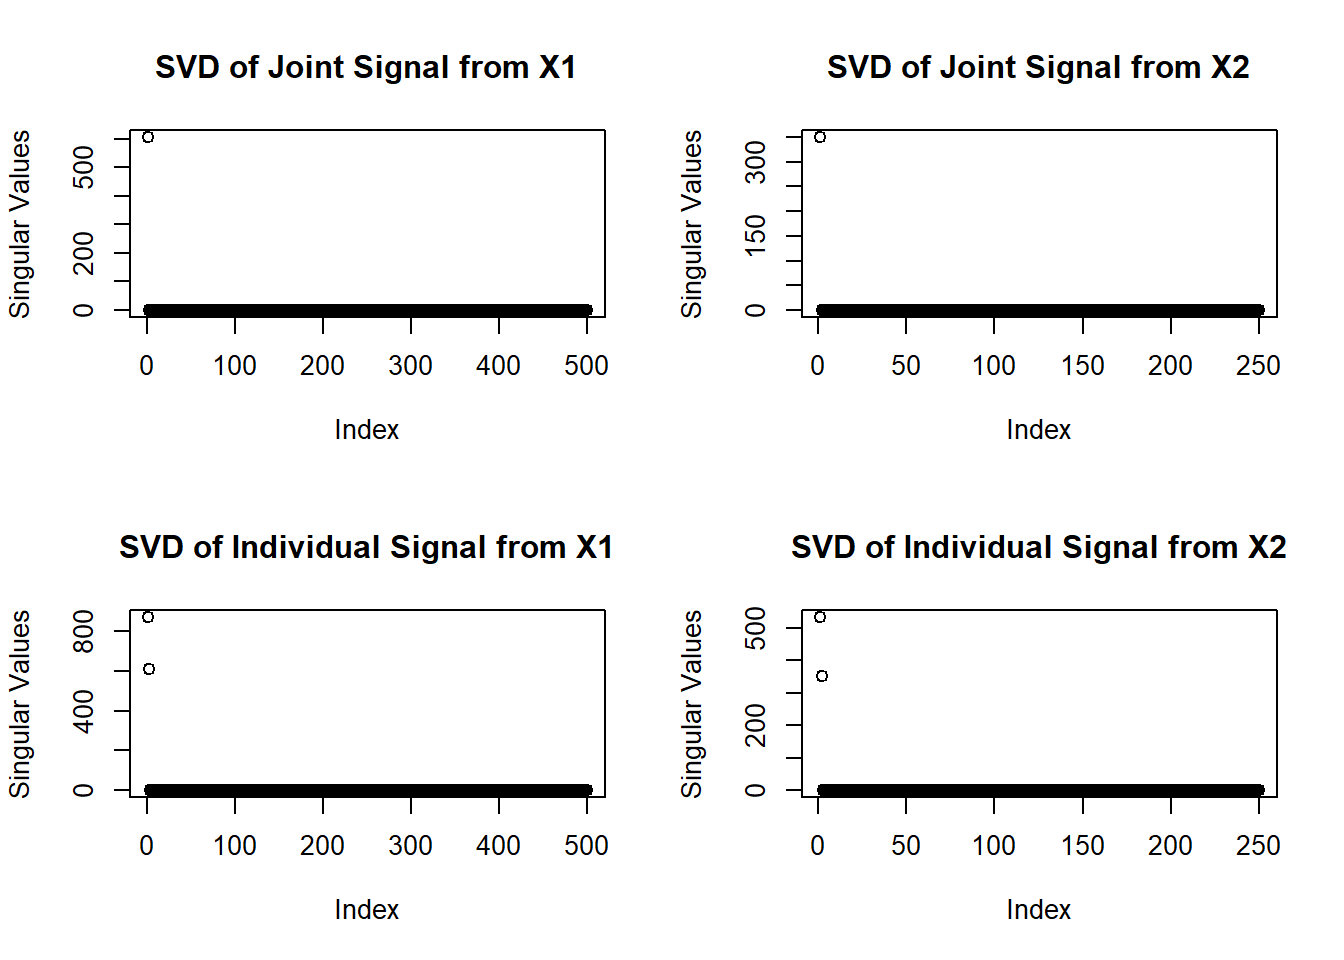 SVD of Joint Signal from X1
Singular Values
0 200 500
0 100 200 300 400 500
Index
SVD of Joint Signal from X2
Singular Values
0 150 300
0 50 100 150 200 250
Index
SVD of Individual Signal from X1
Singular Values
0 400 800
0 100 200 300 400 500
Index
SVD of Individual Signal from X2
Singular Values
0 200 500
0 50 100 150 200 250
Index